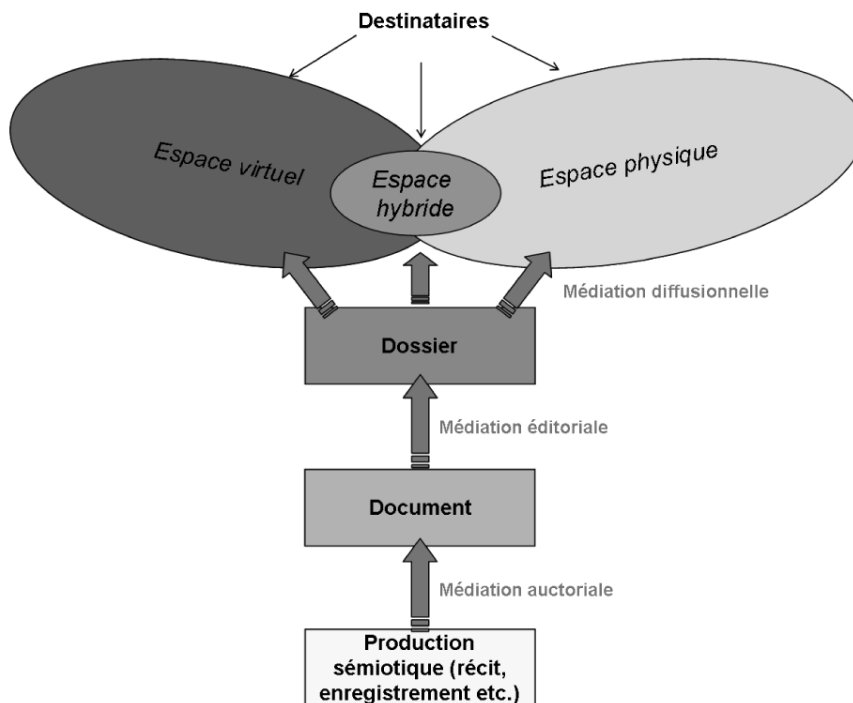 Destinataires
Espace virtuel
Espace
hybride
Espace physique
Médiation diffusionnelle
Dossier
Médiation éditoriale
Document
Médiation auctoriale
Production
sémiotique (récit,
enregistrement etc.)